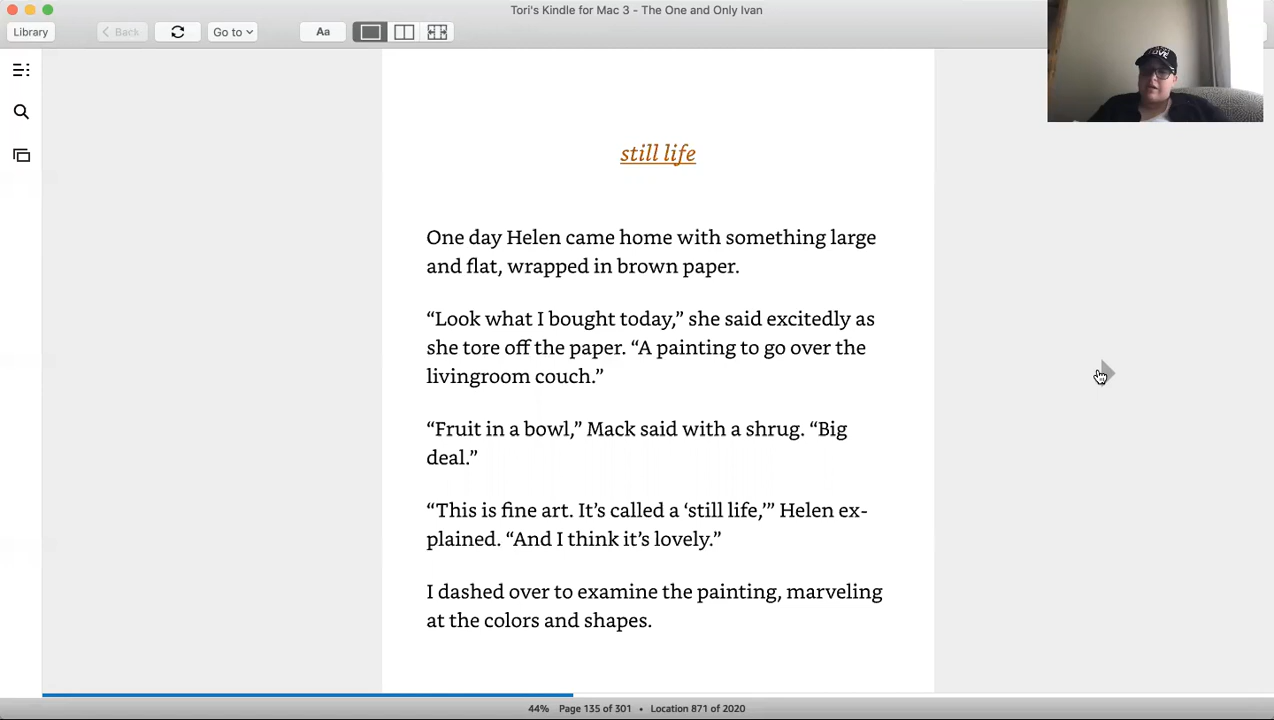 Tori's Kindle for Mac 3 - The One and Only Ivan
Library
Back
Go to
Aa
LOVE
still life
One day Helen came home with something large
and flat, wrapped in brown paper.
“Look what I bought today,” she said excitedly as
she tore off the paper. “A painting to go over the
livingroom couch.”
“Fruit in a bowl,” Mack said with a shrug. “Big
deal.”
“This is fine art. It’s called a ‘still life,’” Helen ex-
plained. “And I think it’s lovely.”
I dashed over to examine the painting, marveling
at the colors and shapes.
44% Page 135 of 301 • Location 871 of 2020